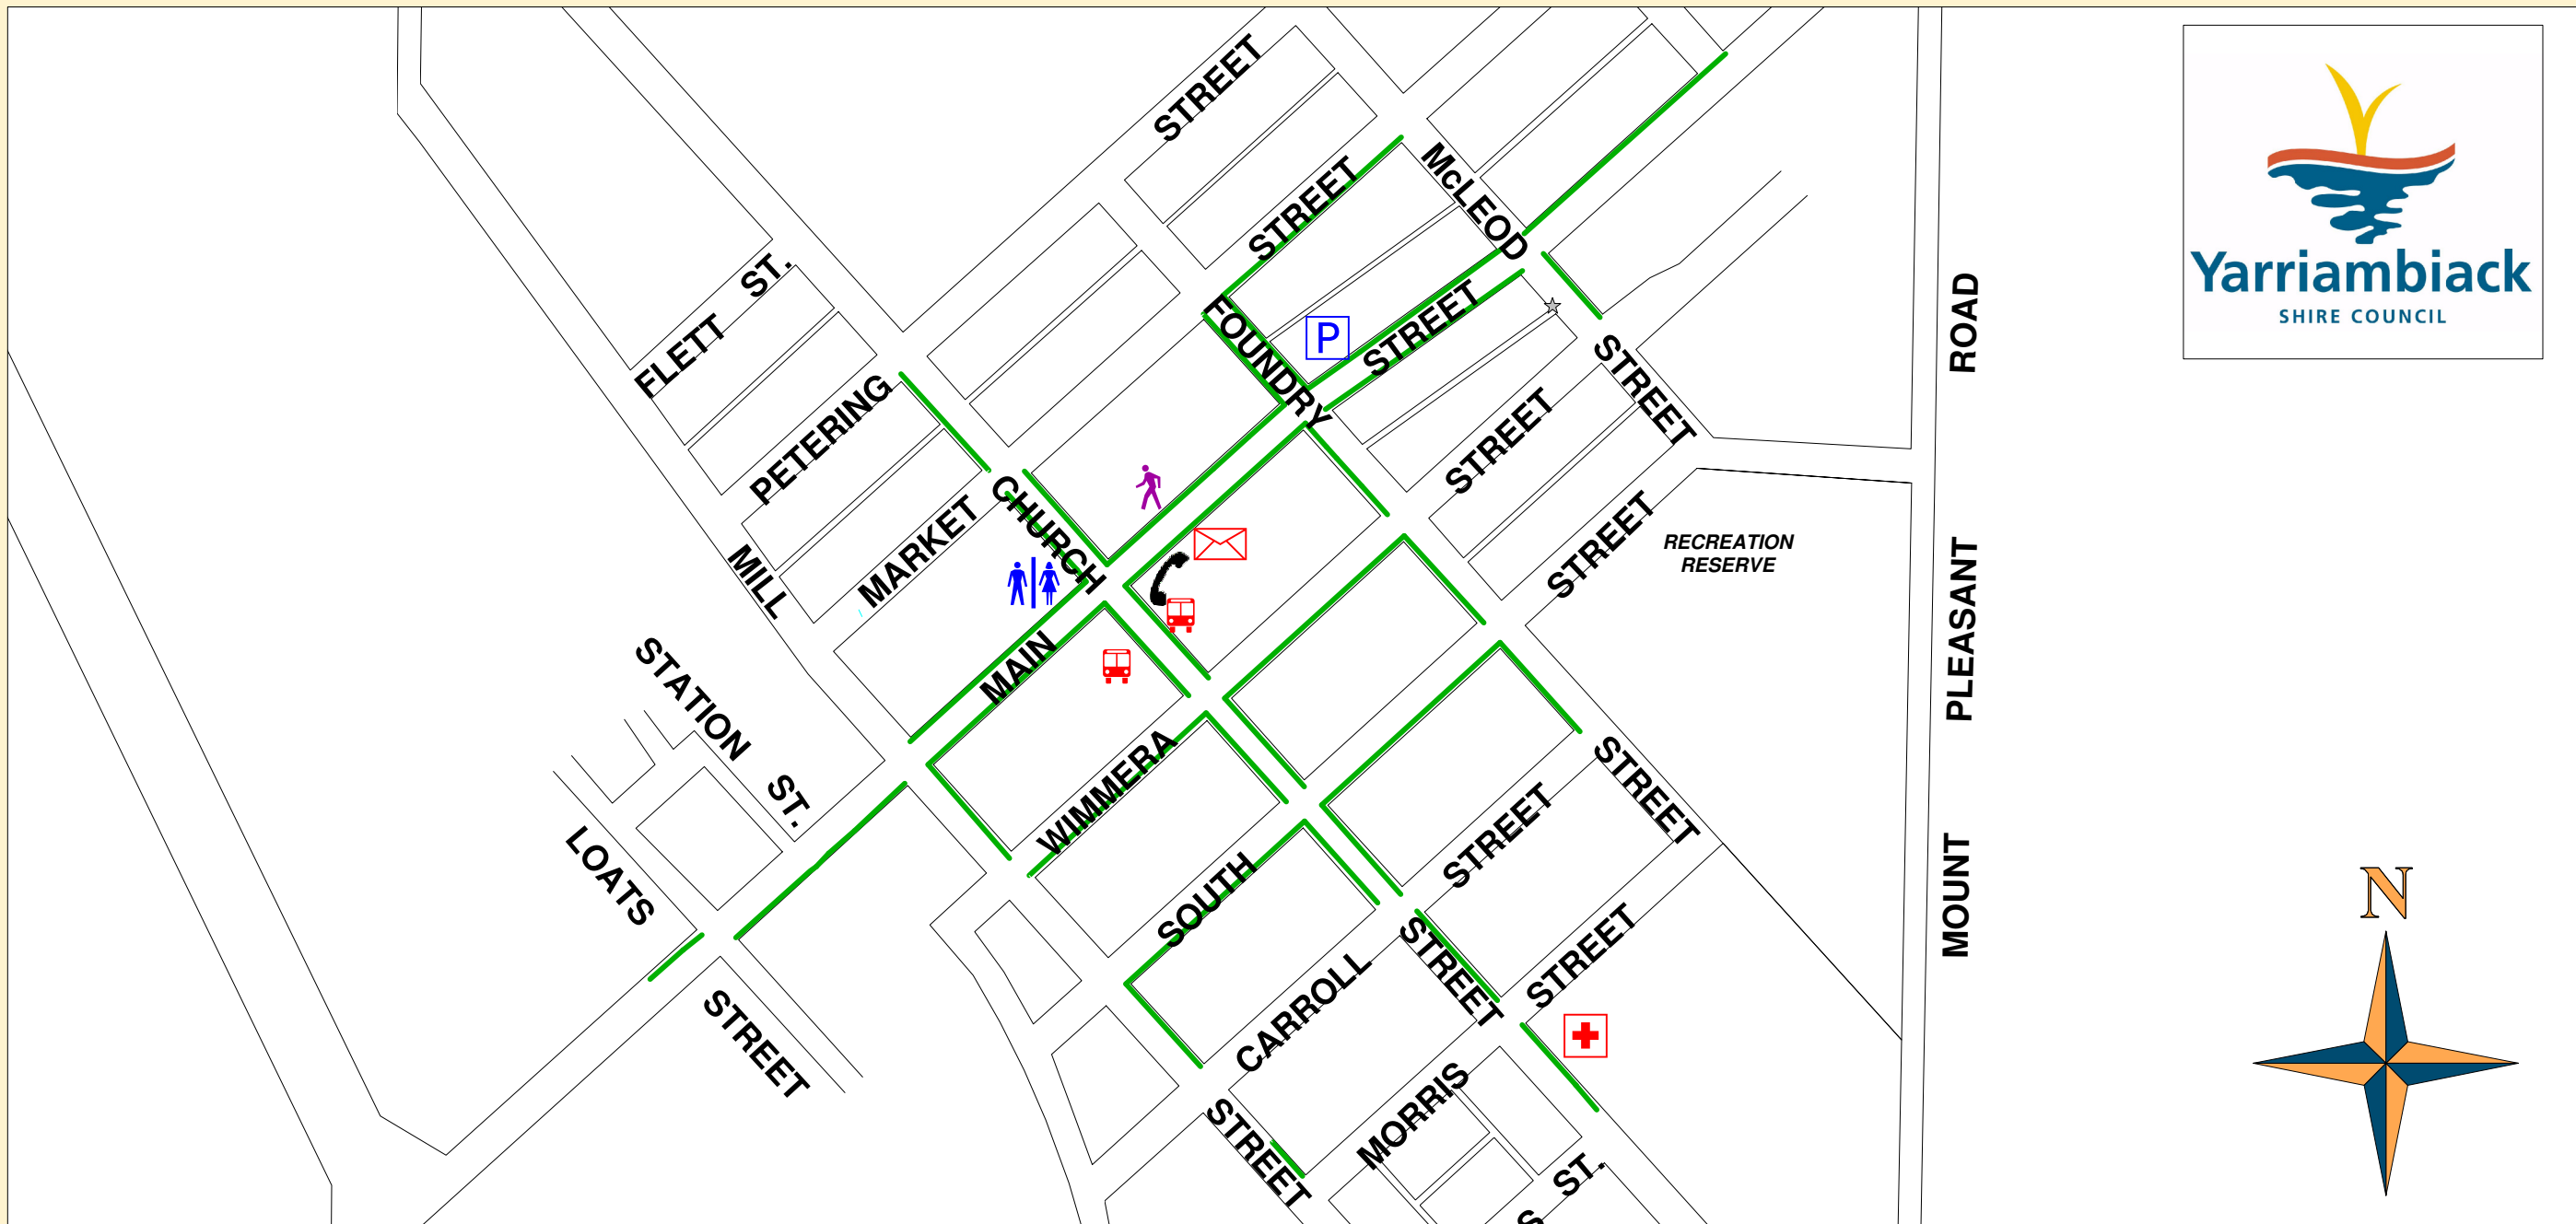 STREET
STREET
McLEOD
STREET
FLETT ST.
FOUNDRY
P
STREET
STREET
PETERING
CHURCH
MARKET
MILL
MAIN
STREET
STREET
RECREATION
RESERVE
STATION ST.
LOATS
STREET
WIMMERA
STREET
SOUTH
STREET
STREET
CARROLL
STREET
MORRIS
STREET
ST.
S
MOUNT PLEASANT ROAD
Yarriambiack
SHIRE COUNCIL
N